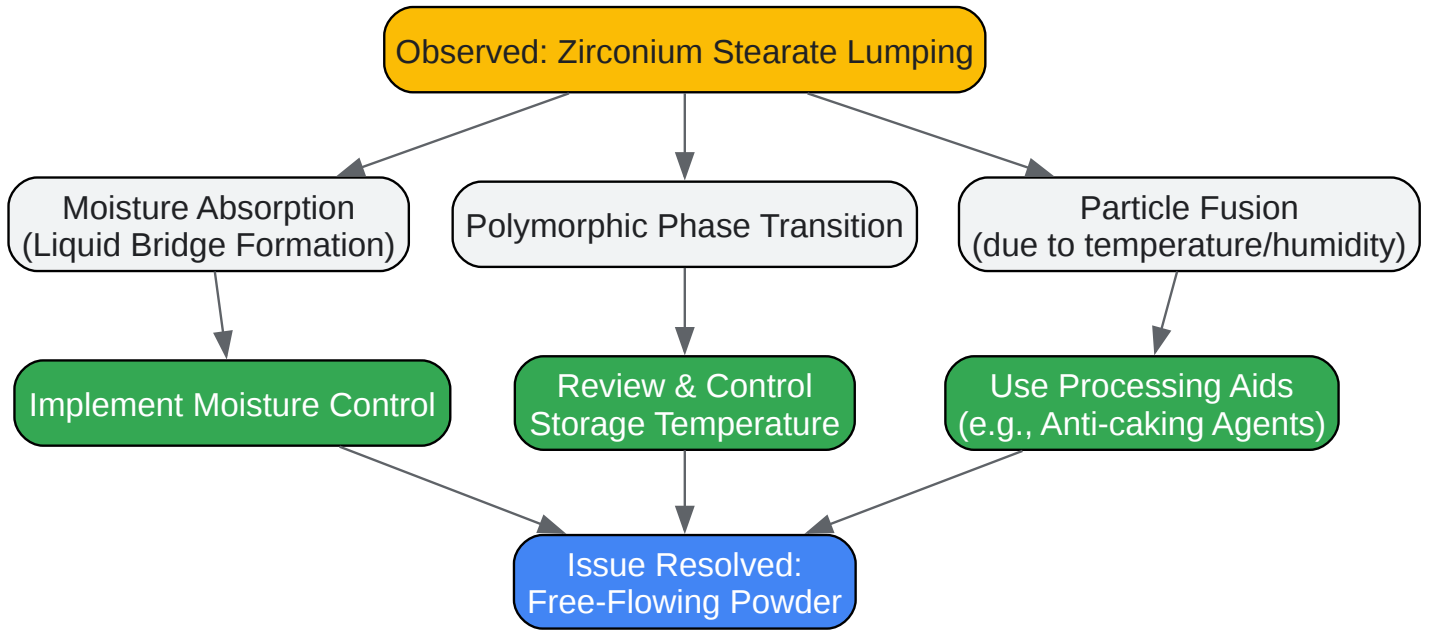 Observed: Zirconium Stearate Lumping
Moisture Absorption
(Liquid Bridge Formation)
Polymorphic Phase Transition
Particle Fusion
(due to temperature/humidity)
Implement Moisture Control
Review & Control
Storage Temperature
Use Processing Aids
(e.g., Anti-caking Agents)
Issue Resolved:
Free-Flowing Powder